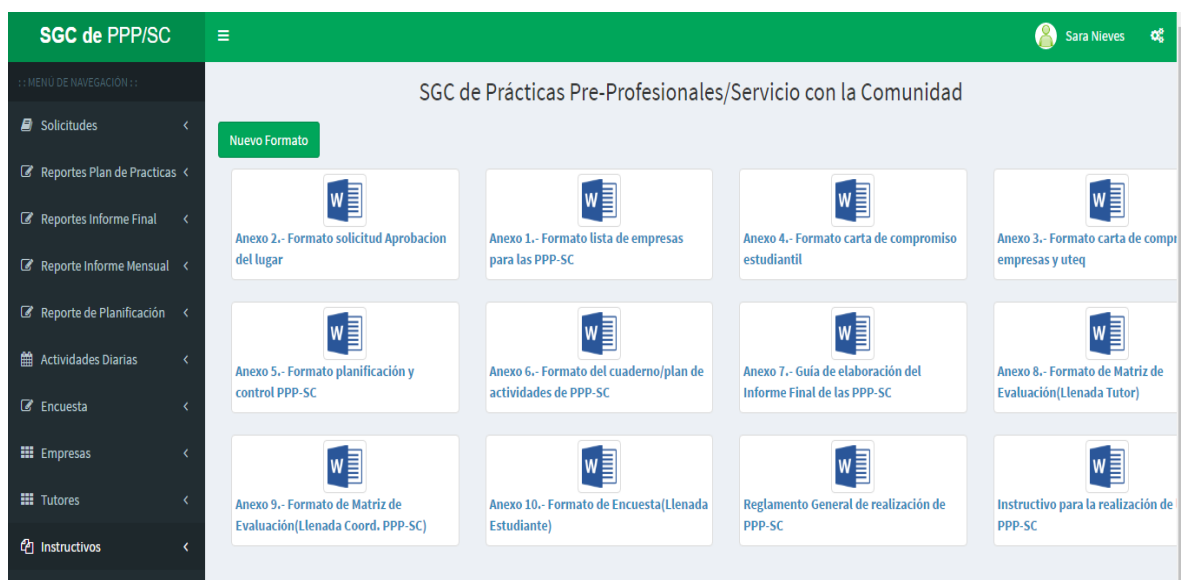 SGC de PPP/SC
Sara Nieves
:: MENÚ DE NAVEGACIÓN ::
Solicitudes
Reportes Plan de Practicas
Reportes Informe Final
Reporte Informe Mensual
Reporte de Planificación
Actividades Diarias
Encuesta
Empresas
Tutores
Instructivos
SGC de Prácticas Pre-Profesionales/Servicio con la Comunidad
Nuevo Formato
Anexo 2.- Formato solicitud Aprobacion
del lugar
Anexo 1.- Formato lista de empresas
para las PPP-SC
Anexo 4.- Formato carta de compromiso
estudiantil
Anexo 3.- Formato carta de
empresas y uteq
Anexo 5.- Formato planificación y
control PPP-SC
Anexo 6.- Formato del cuaderno/plan de
actividades de PPP-SC
Anexo 7.- Guía de elaboración del
Informe Final de las PPP-SC
Anexo 8.- Formato de Matriz de
Evaluación(Llenada Tutor)
Anexo 9.- Formato de Matriz de
Evaluación(Llenada Coord. PPP-SC)
Anexo 10.- Formato de Encuesta(Llenada
Estudiante)
Reglamento General de realización de
PPP-SC
Instructivo para la realización de
PPP-SC